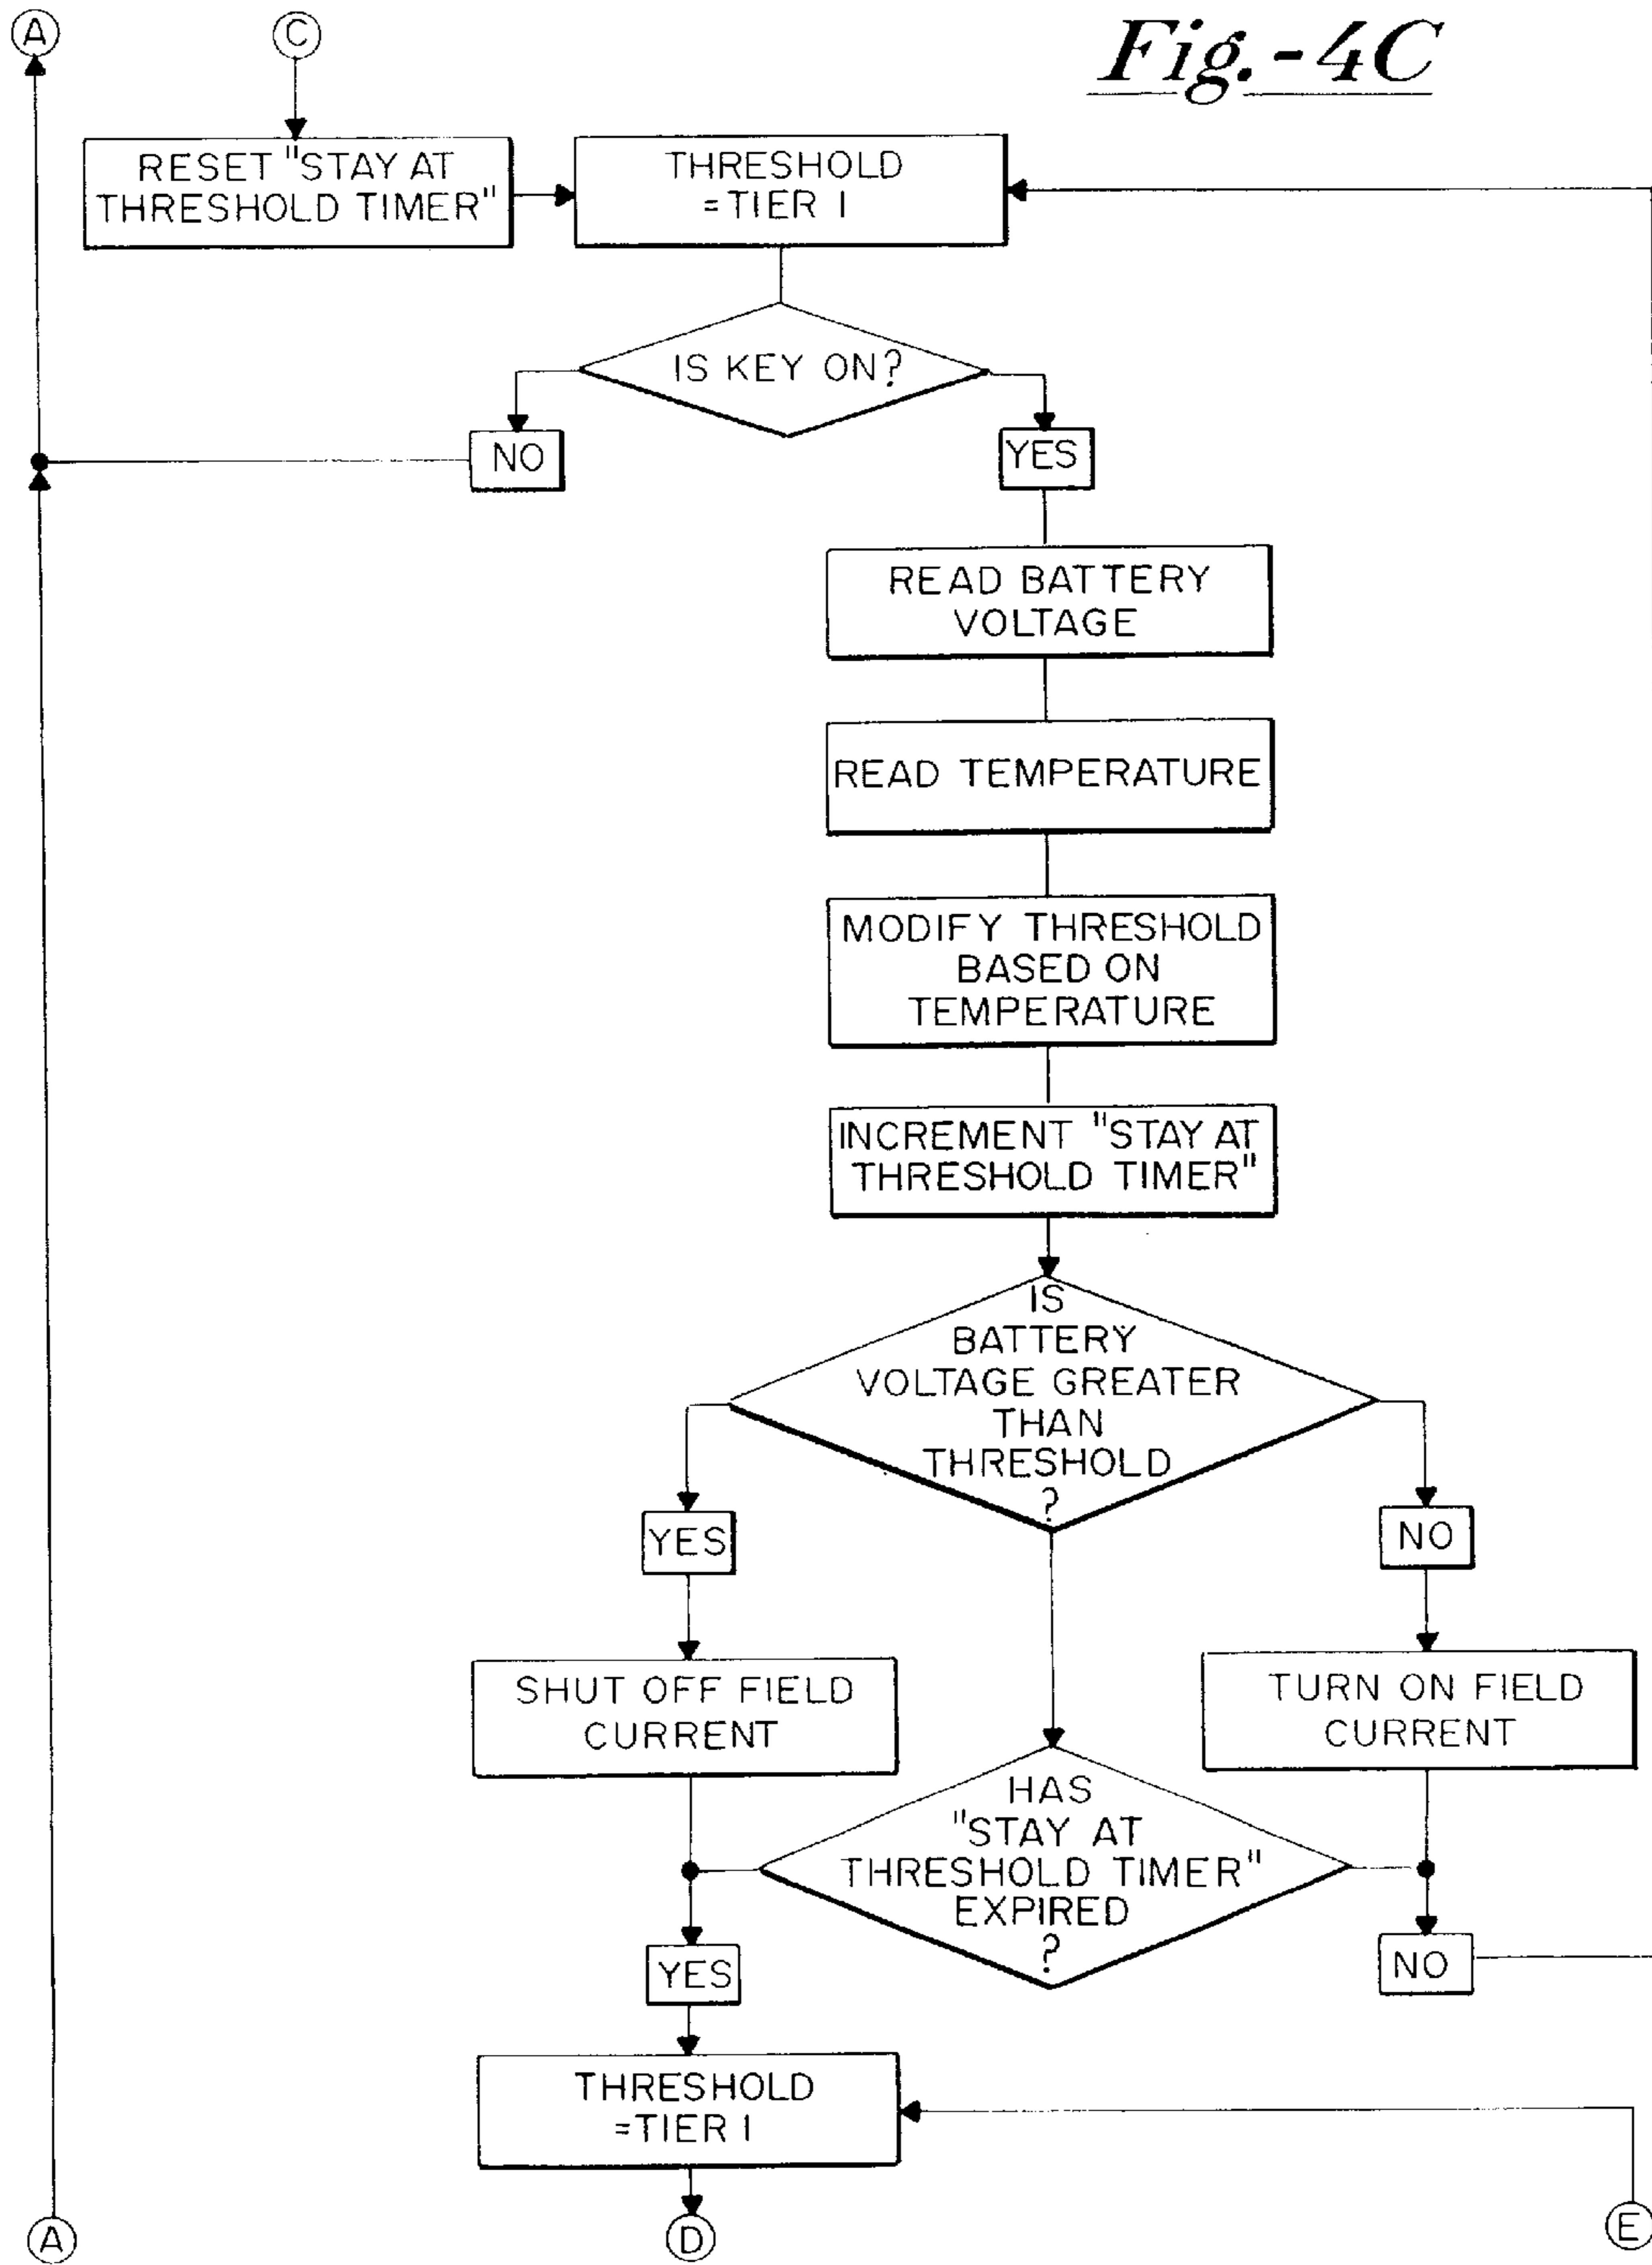 A
C
Fig.-4C
RESET "STAY AT
THRESHOLD TIMER"
THRESHOLD
=TIER I
IS KEY ON?
NO
YES
READ BATTERY
VOLTAGE
READ TEMPERATURE
MODIFY THRESHOLD
BASED ON
TEMPERATURE
INCREMENT "STAY AT
THRESHOLD TIMER"
IS
BATTERY
VOLTAGE GREATER
THAN
THRESHOLD
?
YES
NO
SHUT OFF FIELD
CURRENT
TURN ON FIELD
CURRENT
HAS
"STAY AT
THRESHOLD TIMER"
EXPIRED
?
YES
NO
THRESHOLD
=TIER I
A
D
E